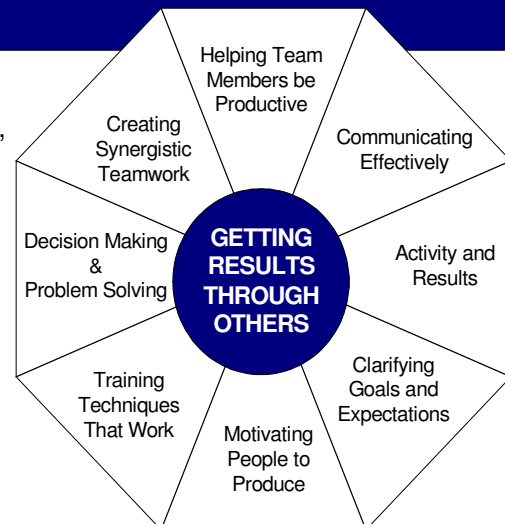 Helping Team
Members be
Productive
Communicating
Effectively
Activity and
Results
Clarifying
Goals and
Expectations
Motivating
People to
Produce
Training
Techniques
That Work
Decision Making
&
Problem Solving
Creating
Synergistic
Teamwork
GETTING
RESULTS
THROUGH
OTHERS
,